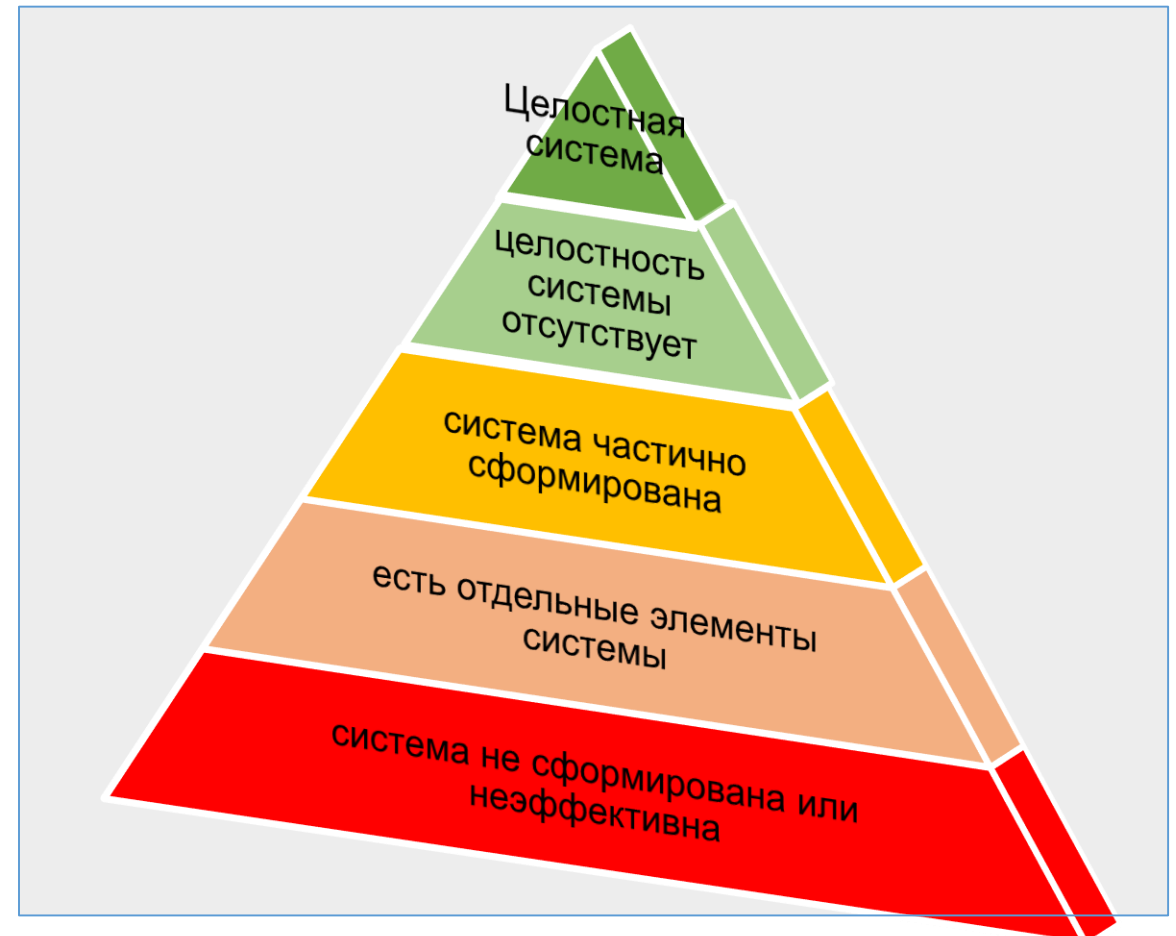 Целостная
система
целостность
системы
отсутствует
система частично
сформирована
есть отдельные элементы
системы
система не сформирована или
неэффективна